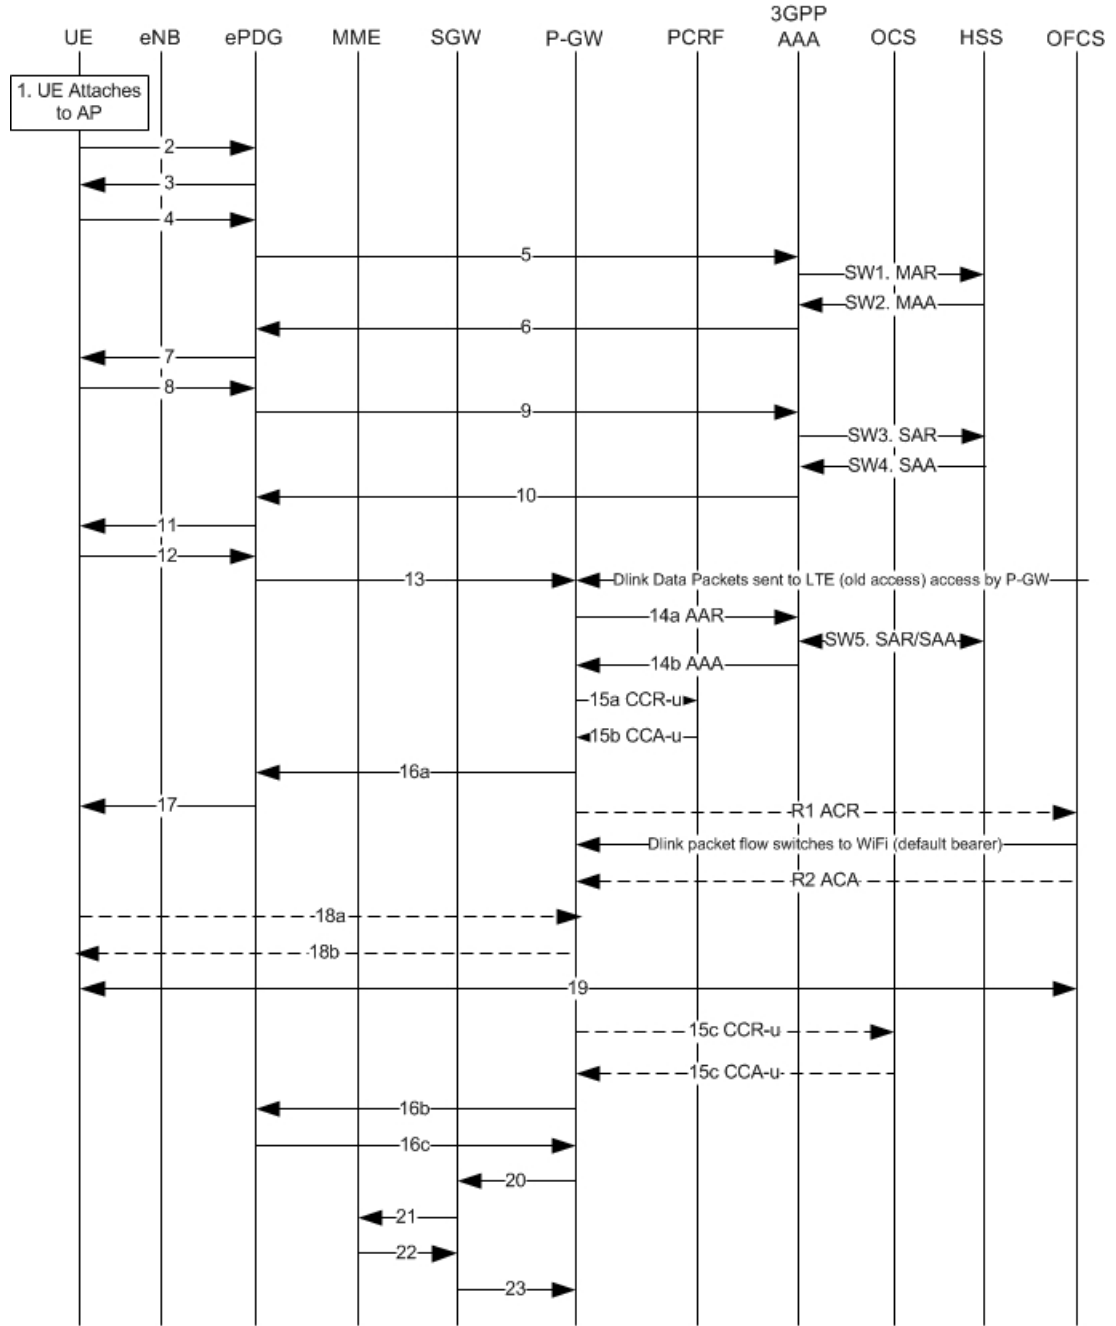 3GPP
UE eNB ePDG MME SGW P-GW PCRF AAA OCS HSS OFCS
1. UE Attaches
to AP
2
3
4
5
SW1. MAR
SW2. MAA
6
7
8
9
SW3. SAR
SW4. SAA
10
11
12
13 Dlink Data Packets sent to LTE (old access) access by P-GW
14a AAR
SW5. SAR/SAA
14b AAA
15a CCR-u
15b CCA-u
16a
17
R1 ACR
Dlink packet flow switches to WiFi (default bearer)
R2 ACA
18a
18b
19
15c CCR-u
15c CCA-u
16b
16c
20
21
22
23